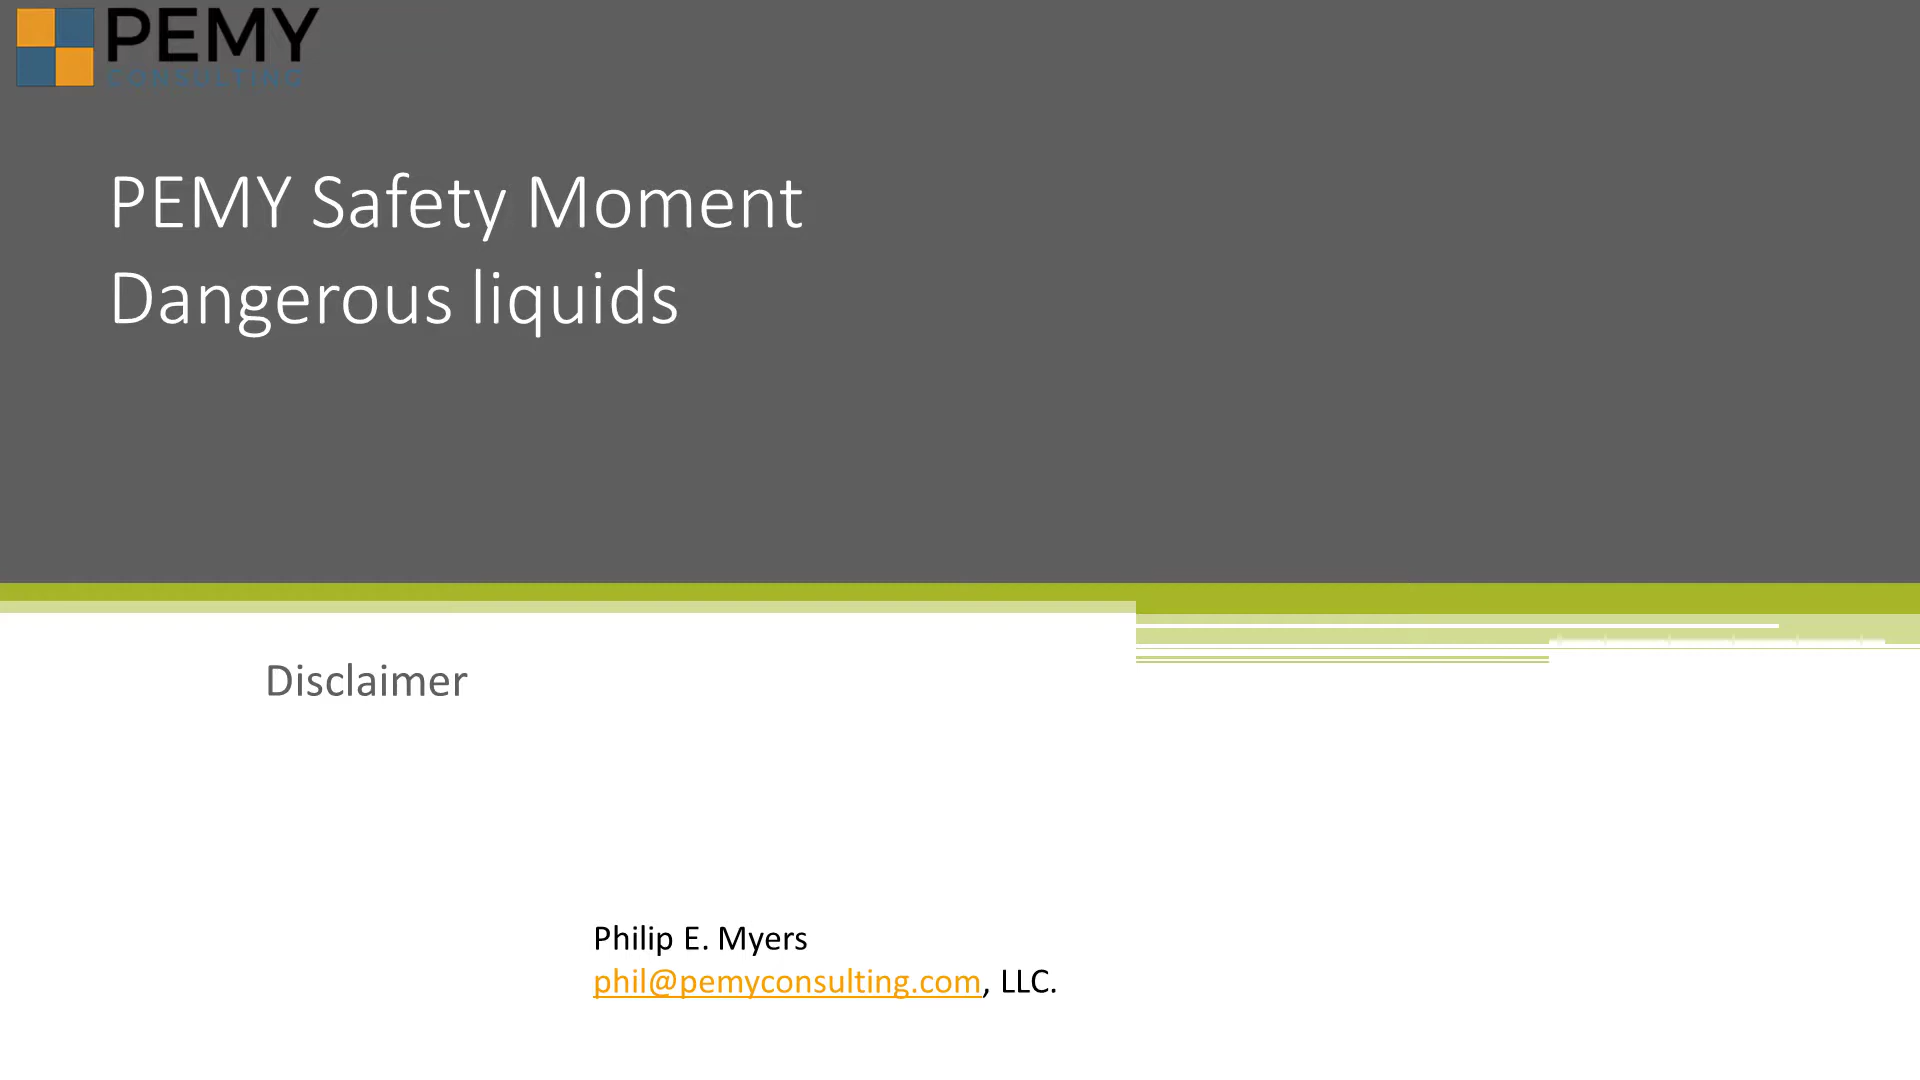 PEMY
CONSULTING
PEMY Safety Moment
Dangerous liquids
Disclaimer
Philip E. Myers
phil@pemyconsulting.com, LLC.